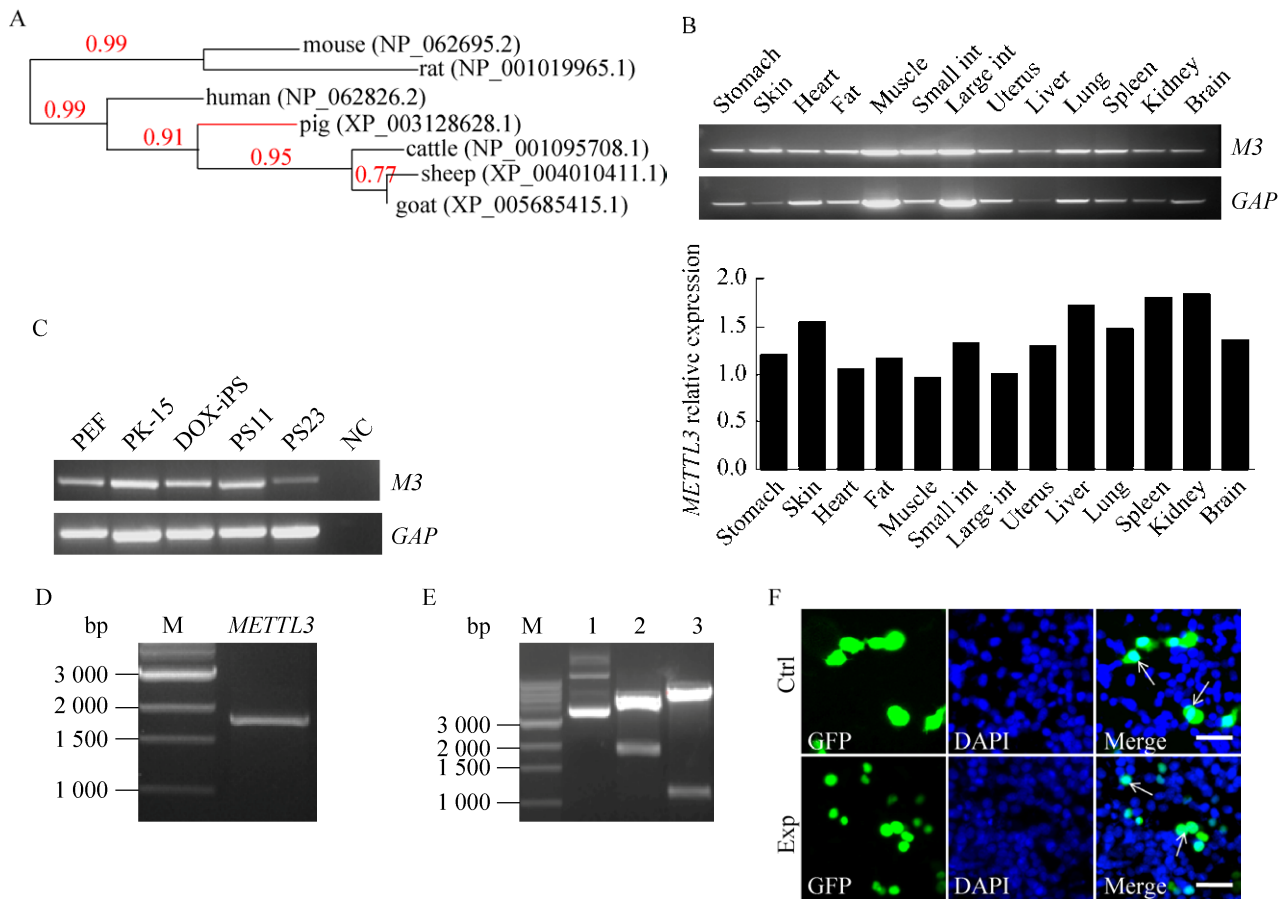 A
0.99
mouse (NP_062695.2)
rat (NP_001019965.1)
0.99
human (NP_062826.2)
0.91
pig (XP_003128628.1)
0.95
cattle (NP_001095708.1)
0.77
sheep (XP_004010411.1)
goat (XP_005685415.1)
B
Stomach Skin Heart Fat Muscle Small int Large int Uterus Liver Lung Spleen Kidney Brain
M3
GAP
METTL3 relative expression
2.0
1.5
1.0
0.5
0.0
Stomach Skin Heart Fat Muscle Small int Large int Uterus Liver Lung Spleen Kidney Brain
C
PEF PK-15 DOX-iPS PS11 PS23 NC
M3
GAP
D
bp M METTL3
3 000
2 000
1 500
1 000
E
bp M 1 2 3
3 000
2 000
1 500
1 000
F
Ctrl
GFP DAPI Merge
Exp
GFP DAPI Merge